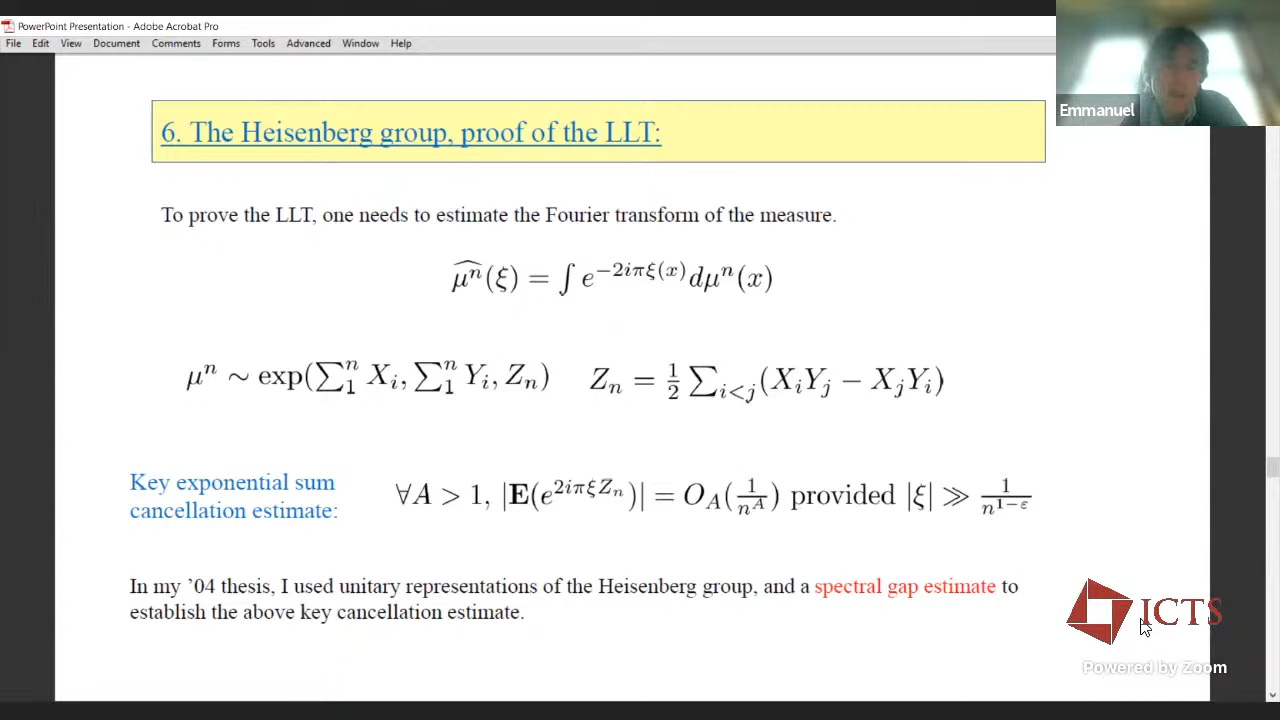 PowerPoint Presentation - Adobe Acrobat Pro
File Edit View Document Comments Forms Tools Advanced Window Help
Emmanuel
6. The Heisenberg group, proof of the LLT:
To prove the LLT, one needs to estimate the Fourier transform of the measure.
$\widehat{\mu^n}(\xi) = \int e^{-2i\pi\xi(x)} d\mu^n(x)$
$\mu^n \sim \exp(\sum_1^n X_i, \sum_1^n Y_i, Z_n)$ $Z_n = \frac{1}{2} \sum_{i<j} (X_i Y_j - X_j Y_i)$
Key exponential sum
cancellation estimate:
$\forall A > 1, |\mathbf{E}(e^{2i\pi\xi Z_n})| = O_A(\frac{1}{n^A})$ provided $|\xi| \gg \frac{1}{n^{1-\varepsilon}}$
In my ’04 thesis, I used unitary representations of the Heisenberg group, and a spectral gap estimate to
establish the above key cancellation estimate.
ICTS
Powered by Zoom